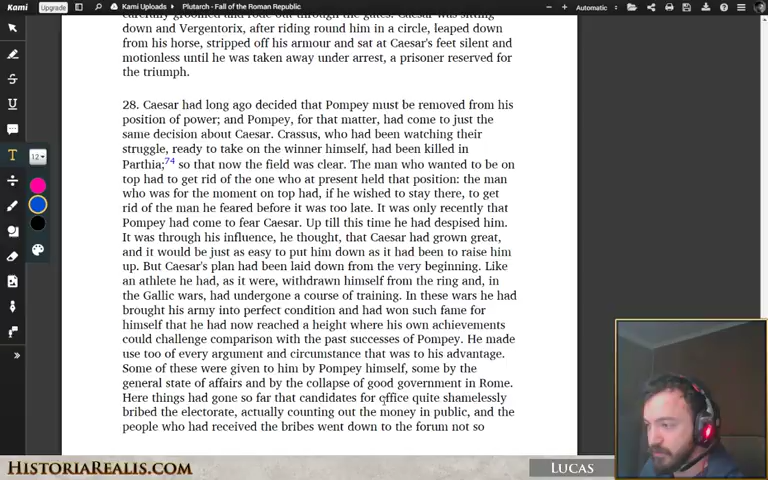 Kami
Upgrade
Kami Uploads > Plutarch - Fall of the Roman Republic
Automatic
down and Vergentorix, after riding round him in a circle, leaped down
from his horse, stripped off his armour and sat at Caesar's feet silent and
motionless until he was taken away under arrest, a prisoner reserved for
the triumph.
28. Caesar had long ago decided that Pompey must be removed from his
position of power; and Pompey, for that matter, had come to just the
same decision about Caesar. Crassus, who had been watching their
struggle, ready to take on the winner himself, had been killed in
Parthia;74 so that now the field was clear. The man who wanted to be on
top had to get rid of the one who at present held that position: the man
who was for the moment on top had, if he wished to stay there, to get
rid of the man he feared before it was too late. It was only recently that
Pompey had come to fear Caesar. Up till this time he had despised him.
It was through his influence, he thought, that Caesar had grown great,
and it would be just as easy to put him down as it had been to raise him
up. But Caesar's plan had been laid down from the very beginning. Like
an athlete he had, as it were, withdrawn himself from the ring and, in
the Gallic wars, had undergone a course of training. In these wars he had
brought his army into perfect condition and had won such fame for
himself that he had now reached a height where his own achievements
could challenge comparison with the past successes of Pompey. He made
use too of every argument and circumstance that was to his advantage.
Some of these were given to him by Pompey himself, some by the
general state of affairs and by the collapse of good government in Rome.
Here things had gone so far that candidates for office quite shamelessly
bribed the electorate, actually counting out the money in public, and the
people who had received the bribes went down to the forum not so
12
HISTORIAREALIS.COM
LUCAS